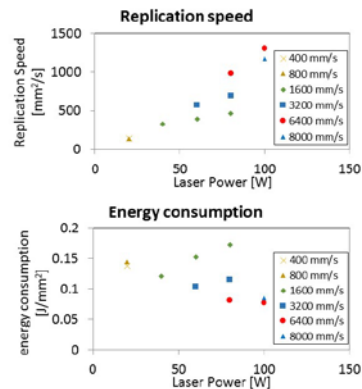 Replication speed
Replication Speed
[mm²/s]
1500
1000
500
0
0
50
100
150
Laser Power [W]
400 mm/s
800 mm/s
1600 mm/s
3200 mm/s
6400 mm/s
8000 mm/s
Energy consumption
energy consumption
[J/mm²]
0.2
0.15
0.1
0.05
0
0
50
100
150
Laser Power [W]
400 mm/s
800 mm/s
1600 mm/s
3200 mm/s
6400 mm/s
8000 mm/s